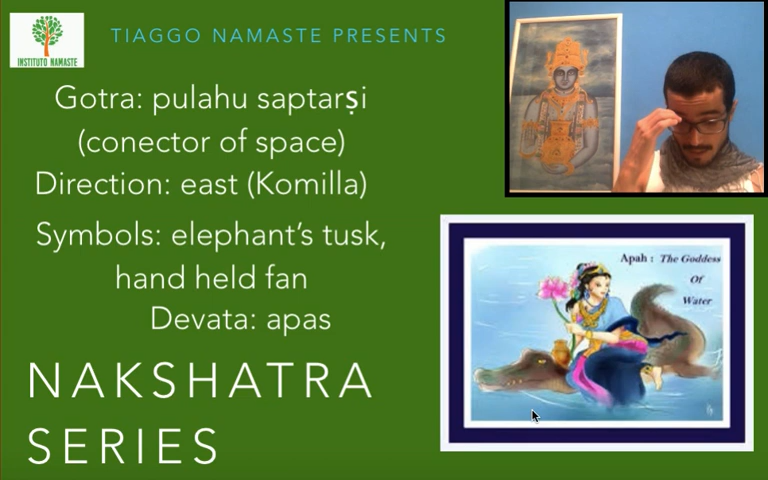 INSTITUTO NAMASTE
TIAGGO NAMASTE PRESENTS
Gotra: pulahu saptarṣi
(conector of space)
Direction: east (Komilla)
Symbols: elephant's tusk,
hand held fan
Devata: apas
NAKSHATRA
SERIES
Apah : The Goddess
Of
Water